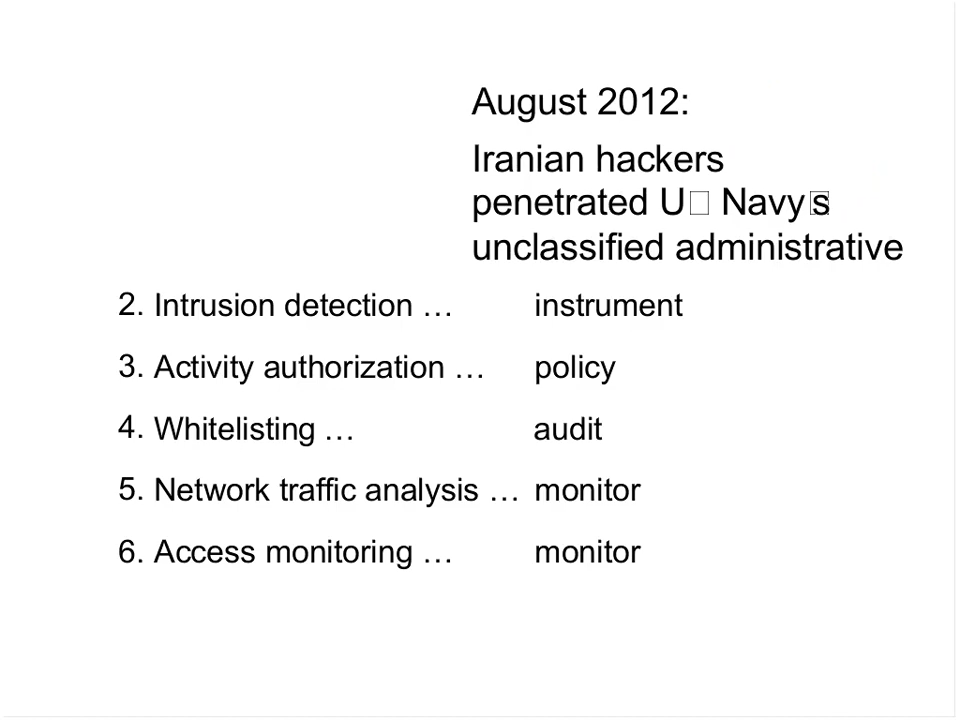 August 2012:
Iranian hackers
penetrated U□ Navy□s
unclassified administrative
2. Intrusion detection … instrument
3. Activity authorization … policy
4. Whitelisting … audit
5. Network traffic analysis … monitor
6. Access monitoring … monitor